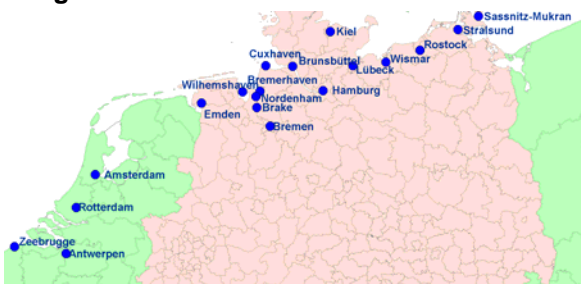 Sassnitz-Mukran
Kiel
Stralsund
Rostock
Cuxhaven
Brunsbüttel
Wismar
Lübeck
Wilhemshaven
Bremerhaven
Hamburg
Nordenham
Brake
Emden
Bremen
Amsterdam
Rotterdam
Zeebrugge
Antwerpen